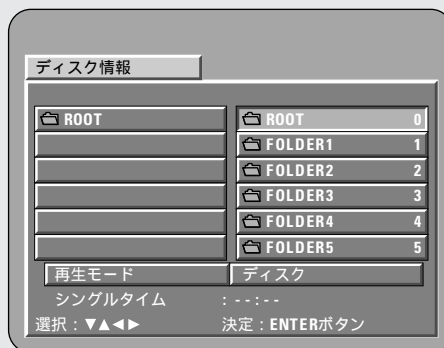 ディスク情報
ROOT ROOT 0
FOLDER1 1
FOLDER2 2
FOLDER3 3
FOLDER4 4
FOLDER5 5
再生モード ディスク
シングルタイム : --:--
選択：▼▲◀▶ 決定：ENTERボタン